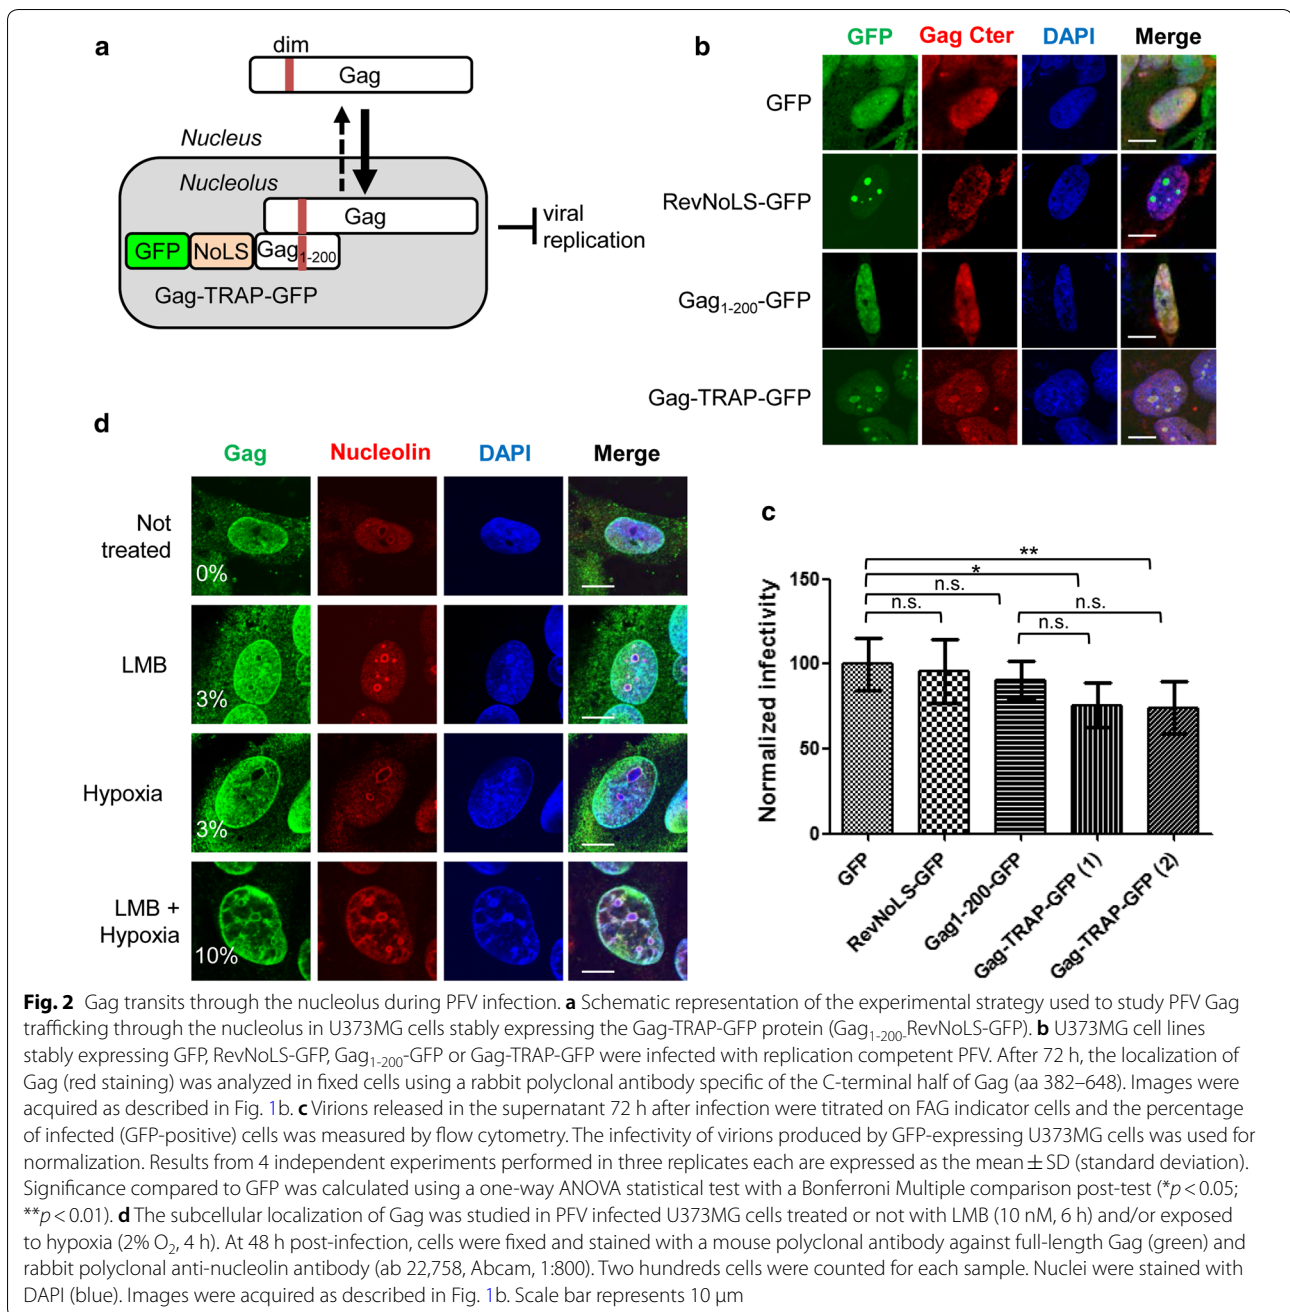 a
dim
Gag
Nucleus
Nucleolus
Gag
GFP NoLS Gag1-200
Gag-TRAP-GFP
viral
replication
b
GFP Gag Cter DAPI Merge
GFP
RevNoLS-GFP
Gag1-200-GFP
Gag-TRAP-GFP
d
Gag Nucleolin DAPI Merge
Not
treated
0%
LMB
3%
Hypoxia
3%
LMB +
Hypoxia
10%
c
**
*
n.s.
n.s.
n.s.
n.s.
150
100
50
0
Normalized infectivity
GFP
RevNoLS-GFP
Gag1-200-GFP
Gag-TRAP-GFP (1)
Gag-TRAP-GFP (2)
Fig. 2 Gag transits through the nucleolus during PFV infection. a Schematic representation of the experimental strategy used to study PFV Gag
trafficking through the nucleolus in U373MG cells stably expressing the Gag-TRAP-GFP protein (Gag1-200-RevNoLS-GFP). b U373MG cell lines
stably expressing GFP, RevNoLS-GFP, Gag1-200-GFP or Gag-TRAP-GFP were infected with replication competent PFV. After 72 h, the localization of
Gag (red staining) was analyzed in fixed cells using a rabbit polyclonal antibody specific of the C-terminal half of Gag (aa 382–648). Images were
acquired as described in Fig. 1b. c Virions released in the supernatant 72 h after infection were titrated on FAG indicator cells and the percentage
of infected (GFP-positive) cells was measured by flow cytometry. The infectivity of virions produced by GFP-expressing U373MG cells was used for
normalization. Results from 4 independent experiments performed in three replicates each are expressed as the mean ± SD (standard deviation).
Significance compared to GFP was calculated using a one-way ANOVA statistical test with a Bonferroni Multiple comparison post-test (*p < 0.05;
**p < 0.01). d The subcellular localization of Gag was studied in PFV infected U373MG cells treated or not with LMB (10 nM, 6 h) and/or exposed
to hypoxia (2% O2, 4 h). At 48 h post-infection, cells were fixed and stained with a mouse polyclonal antibody against full-length Gag (green) and
rabbit polyclonal anti-nucleolin antibody (ab 22,758, Abcam, 1:800). Two hundreds cells were counted for each sample. Nuclei were stained with
DAPI (blue). Images were acquired as described in Fig. 1b. Scale bar represents 10 μm